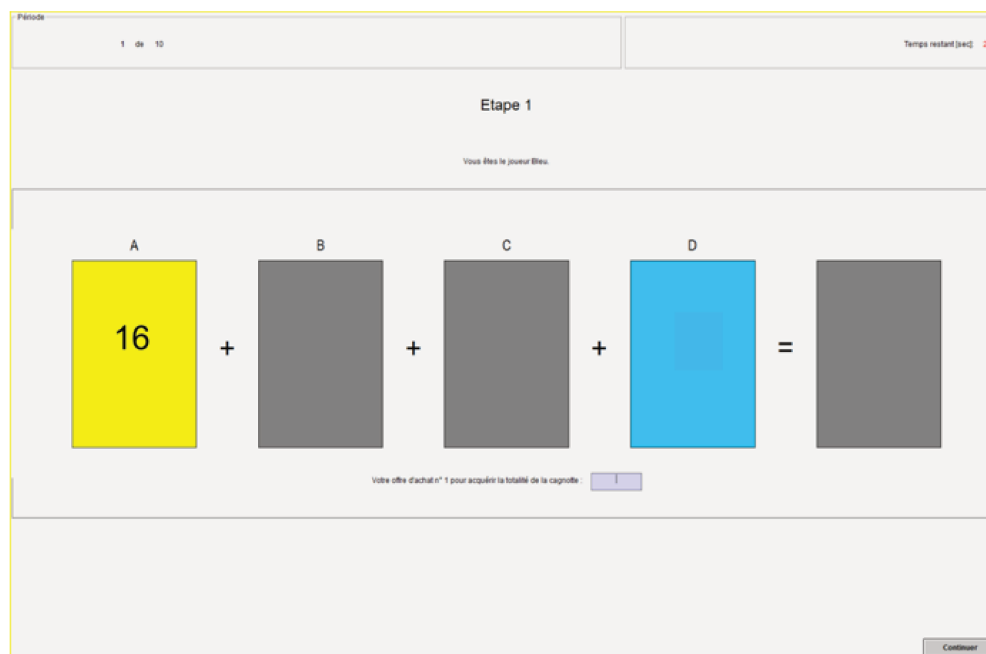 Période
1 de 10
Temps restant [sec]: 2
Etape 1
Vous êtes le joueur Bleu.
A B C D
16 + + + =
Votre offre d'achat n° 1 pour acquérir la totalité de la cagnotte :
Continuer